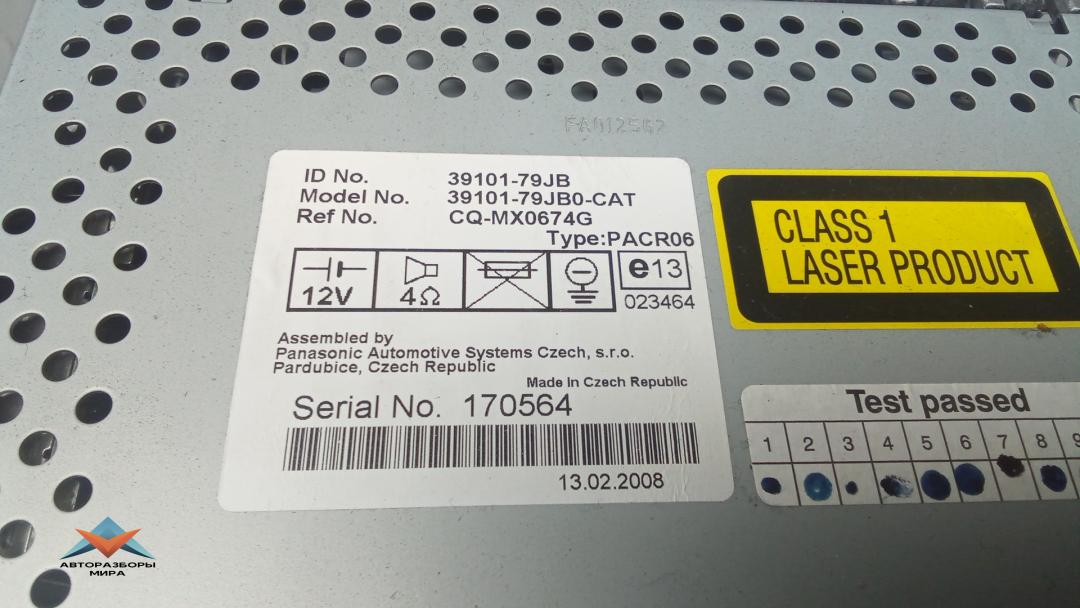 FA012562
ID No. 39101-79JB
Model No. 39101-79JB0-CAT
Ref No. CQ-MX0674G
Type:PACR06
12V 4Ω e13
023464
Assembled by
Panasonic Automotive Systems Czech, s.r.o.
Pardubice, Czech Republic
Made in Czech Republic
Serial No. 170564
13.02.2008
CLASS 1
LASER PRODUCT
Test passed
1 2 3 4 5 6 7 8 9
АВТОРАЗБОРЫ
МИРА